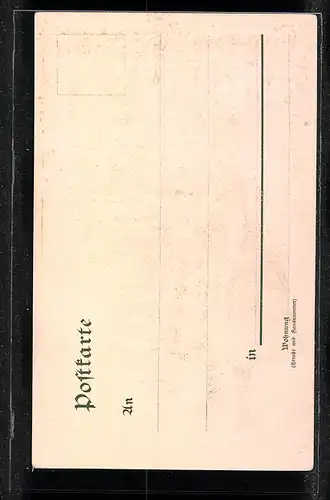 Poſtkarte
An
in
Wohnung
(Straße und Hausnummer)